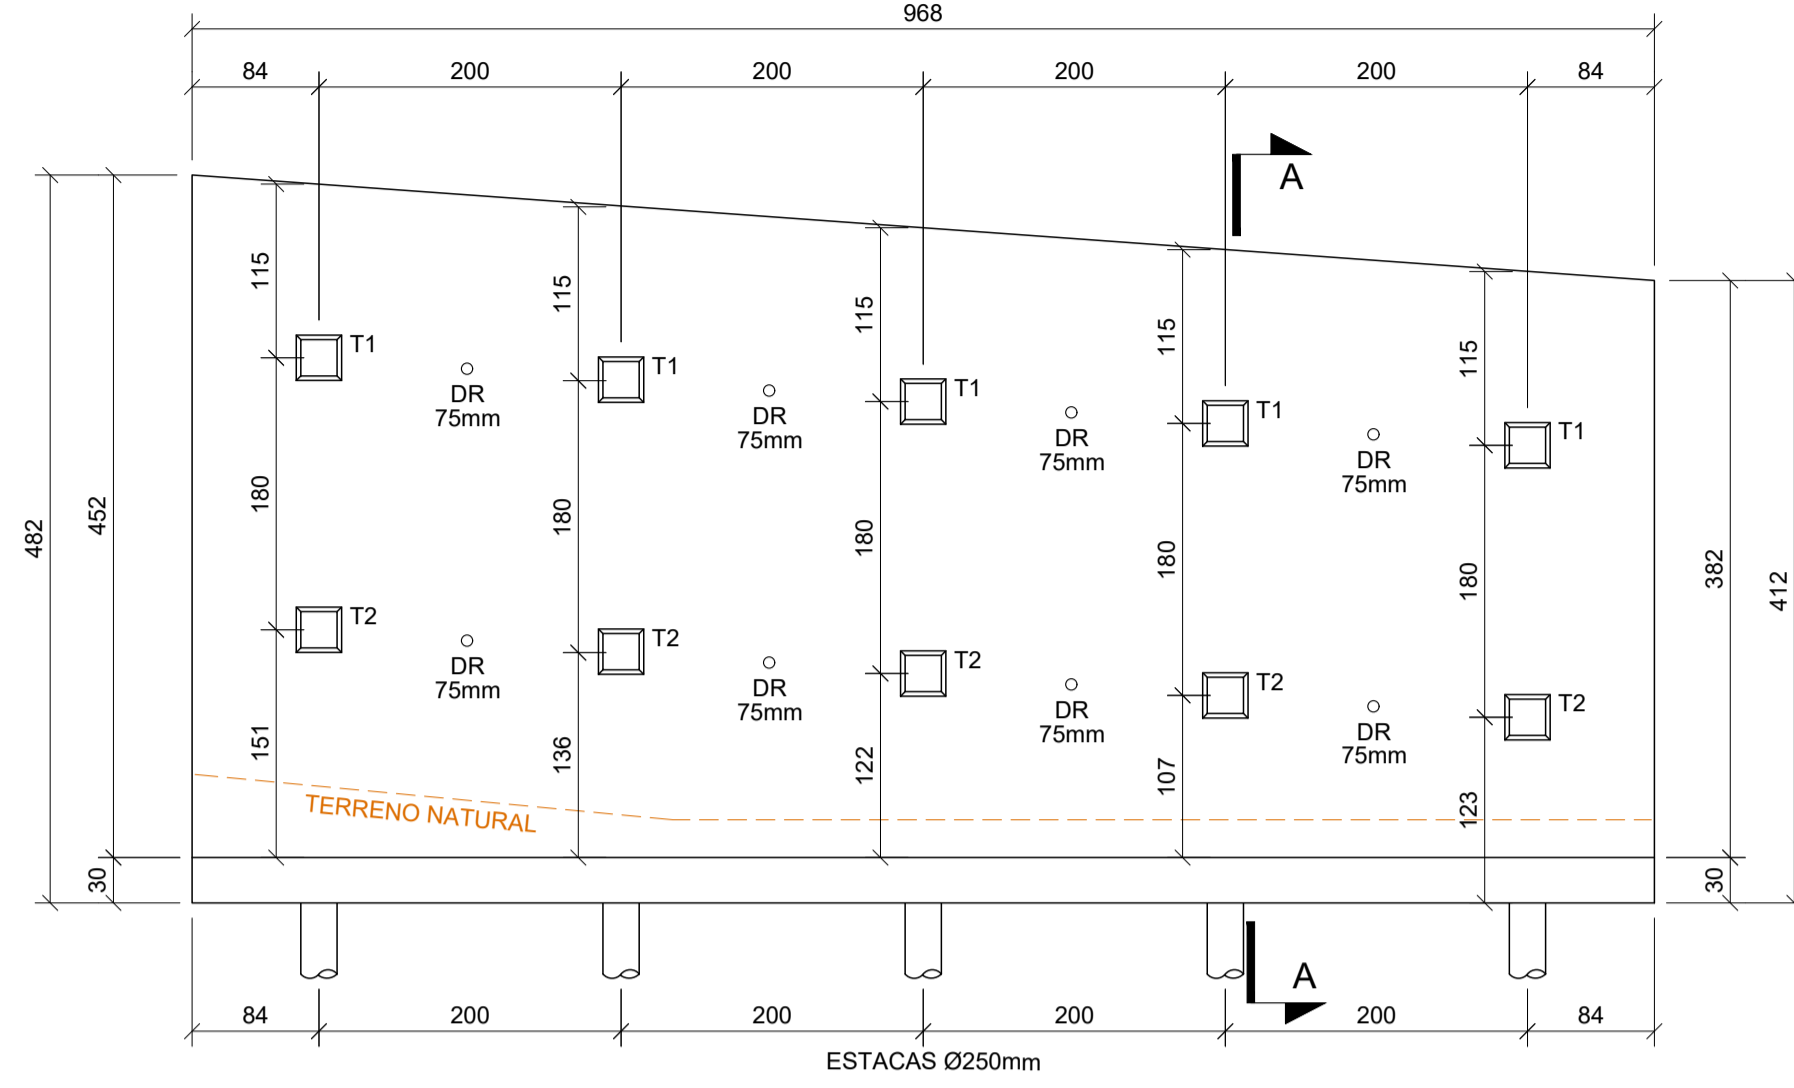 968
84 200 200 200 200 84
A
115 115 115 115 115
T1 T1 T1 T1 T1
DR
75mm
DR
75mm
DR
75mm
DR
75mm
482 452 180 180 180 180 180 382 412
T2 T2 T2 T2 T2
DR
75mm
DR
75mm
DR
75mm
DR
75mm
151 136 122 107 123
TERRENO NATURAL
30 30
A
84 200 200 200 200 84
ESTACAS Ø250mm